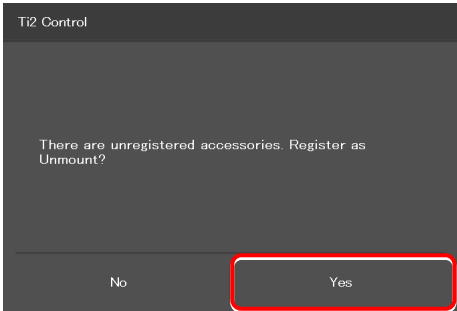 Ti2 Control
There are unregistered accessories. Register as
Unmount?
No
Yes